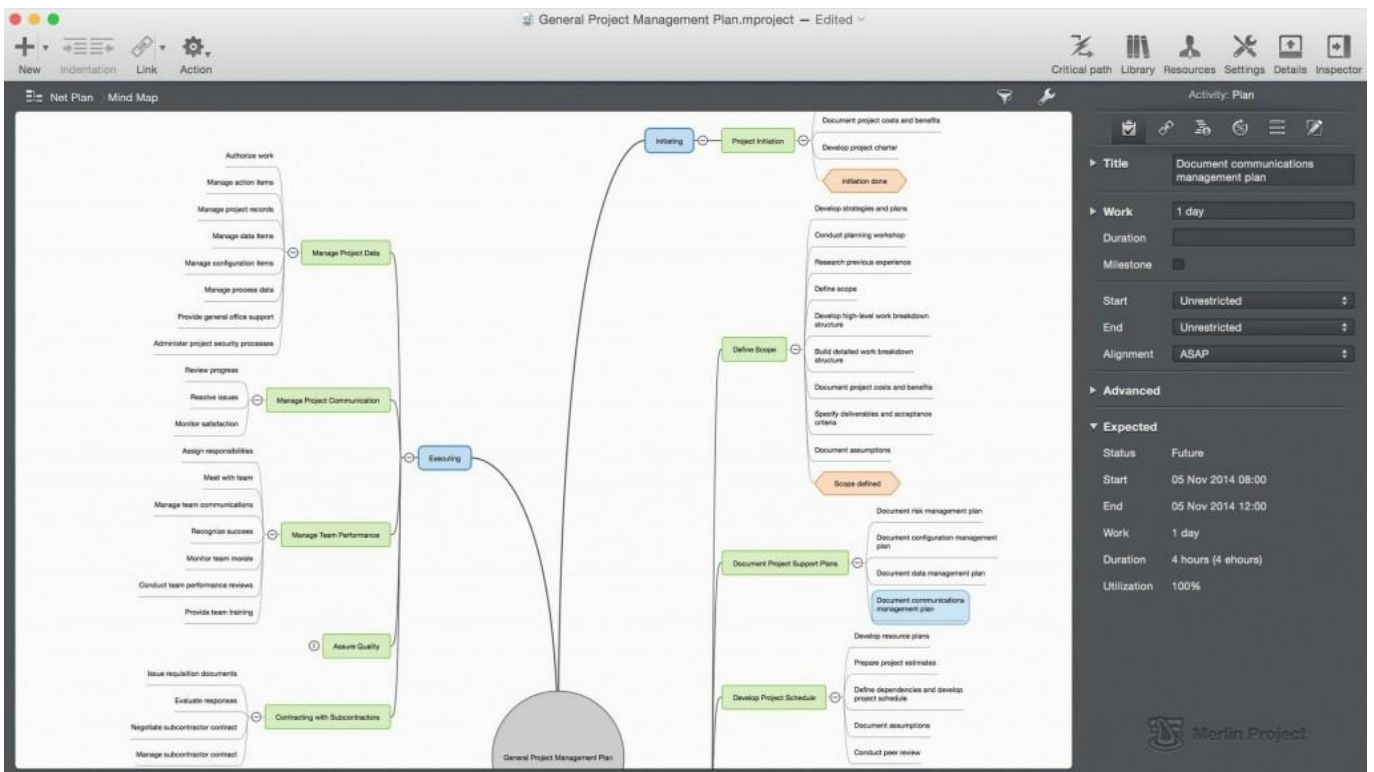 General Project Management Plan.mproject — Edited
New
Indentation
Link
Action
Critical path
Library
Resources
Settings
Details
Inspector
Net Plan
Mind Map
Authorize work
Manage action items
Manage project records
Manage data items
Manage configuration items
Manage process data
Provide general office support
Administer project security processes
Manage Project Data
Review progress
Resolve issues
Monitor satisfaction
Manage Project Communication
Assign responsibilities
Meet with team
Manage team communications
Recognize success
Monitor team morale
Conduct team performance reviews
Provide team training
Manage Team Performance
Executing
Assure Quality
Issue requisition documents
Evaluate responses
Negotiate subcontractor contract
Manage subcontractor contract
Contracting with Subcontractors
General Project Management Plan
Initiating
Project Initiation
Document project costs and benefits
Develop project charter
Initiation done
Define Scope
Develop strategies and plans
Conduct planning workshop
Research previous experience
Define scope
Develop high-level work breakdown
structure
Build detailed work breakdown
structure
Document project costs and benefits
Specify deliverables and acceptance
criteria
Document assumptions
Scope defined
Document Project Support Plans
Document risk management plan
Document configuration management
plan
Document data management plan
Document communications
management plan
Develop Project Schedule
Develop resource plans
Prepare project estimates
Define dependencies and develop
project schedule
Document assumptions
Conduct peer review
Activity: Plan
Title
Document communications
management plan
Work
1 day
Duration
Milestone
Start
Unrestricted
End
Unrestricted
Alignment
ASAP
Advanced
Expected
Status
Future
Start
05 Nov 2014 08:00
End
05 Nov 2014 12:00
Work
1 day
Duration
4 hours (4 ehours)
Utilization
100%
Merlin Project